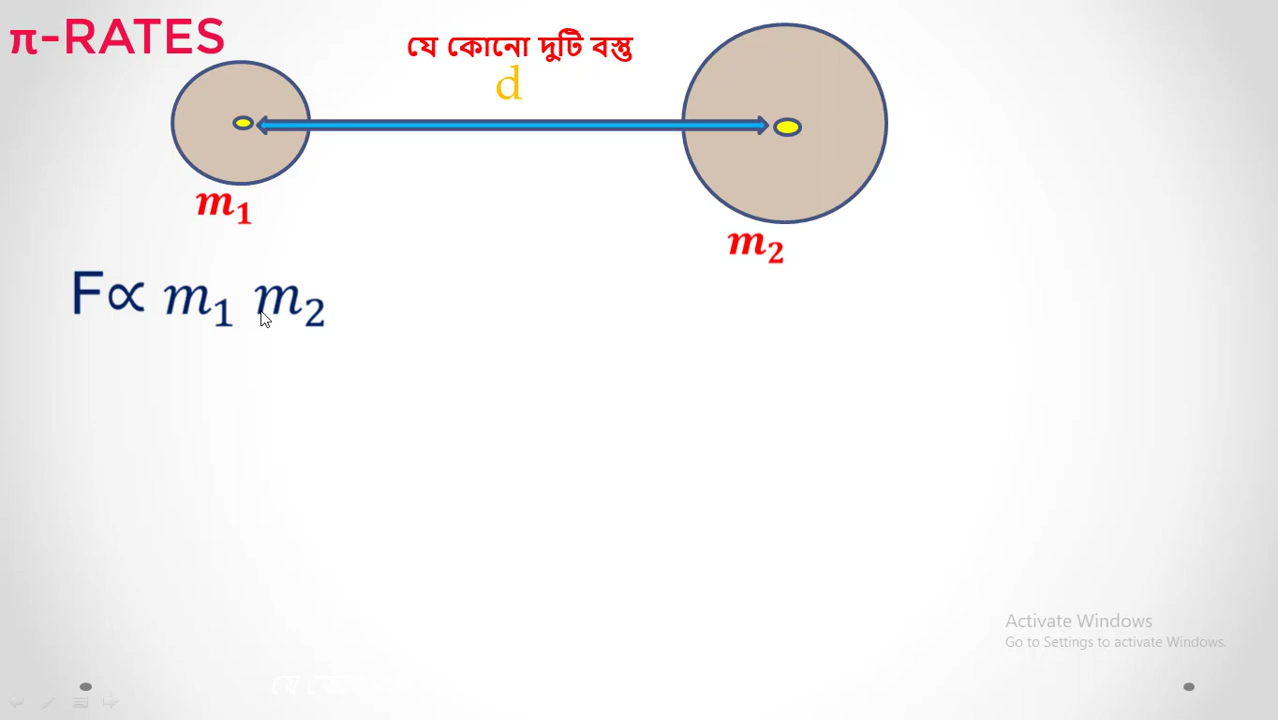 π-RATES
যে কোনো দুটি বস্তু
d
m₁
m₂
F∝ m₁ m₂
Activate Windows
Go to Settings to activate Windows.